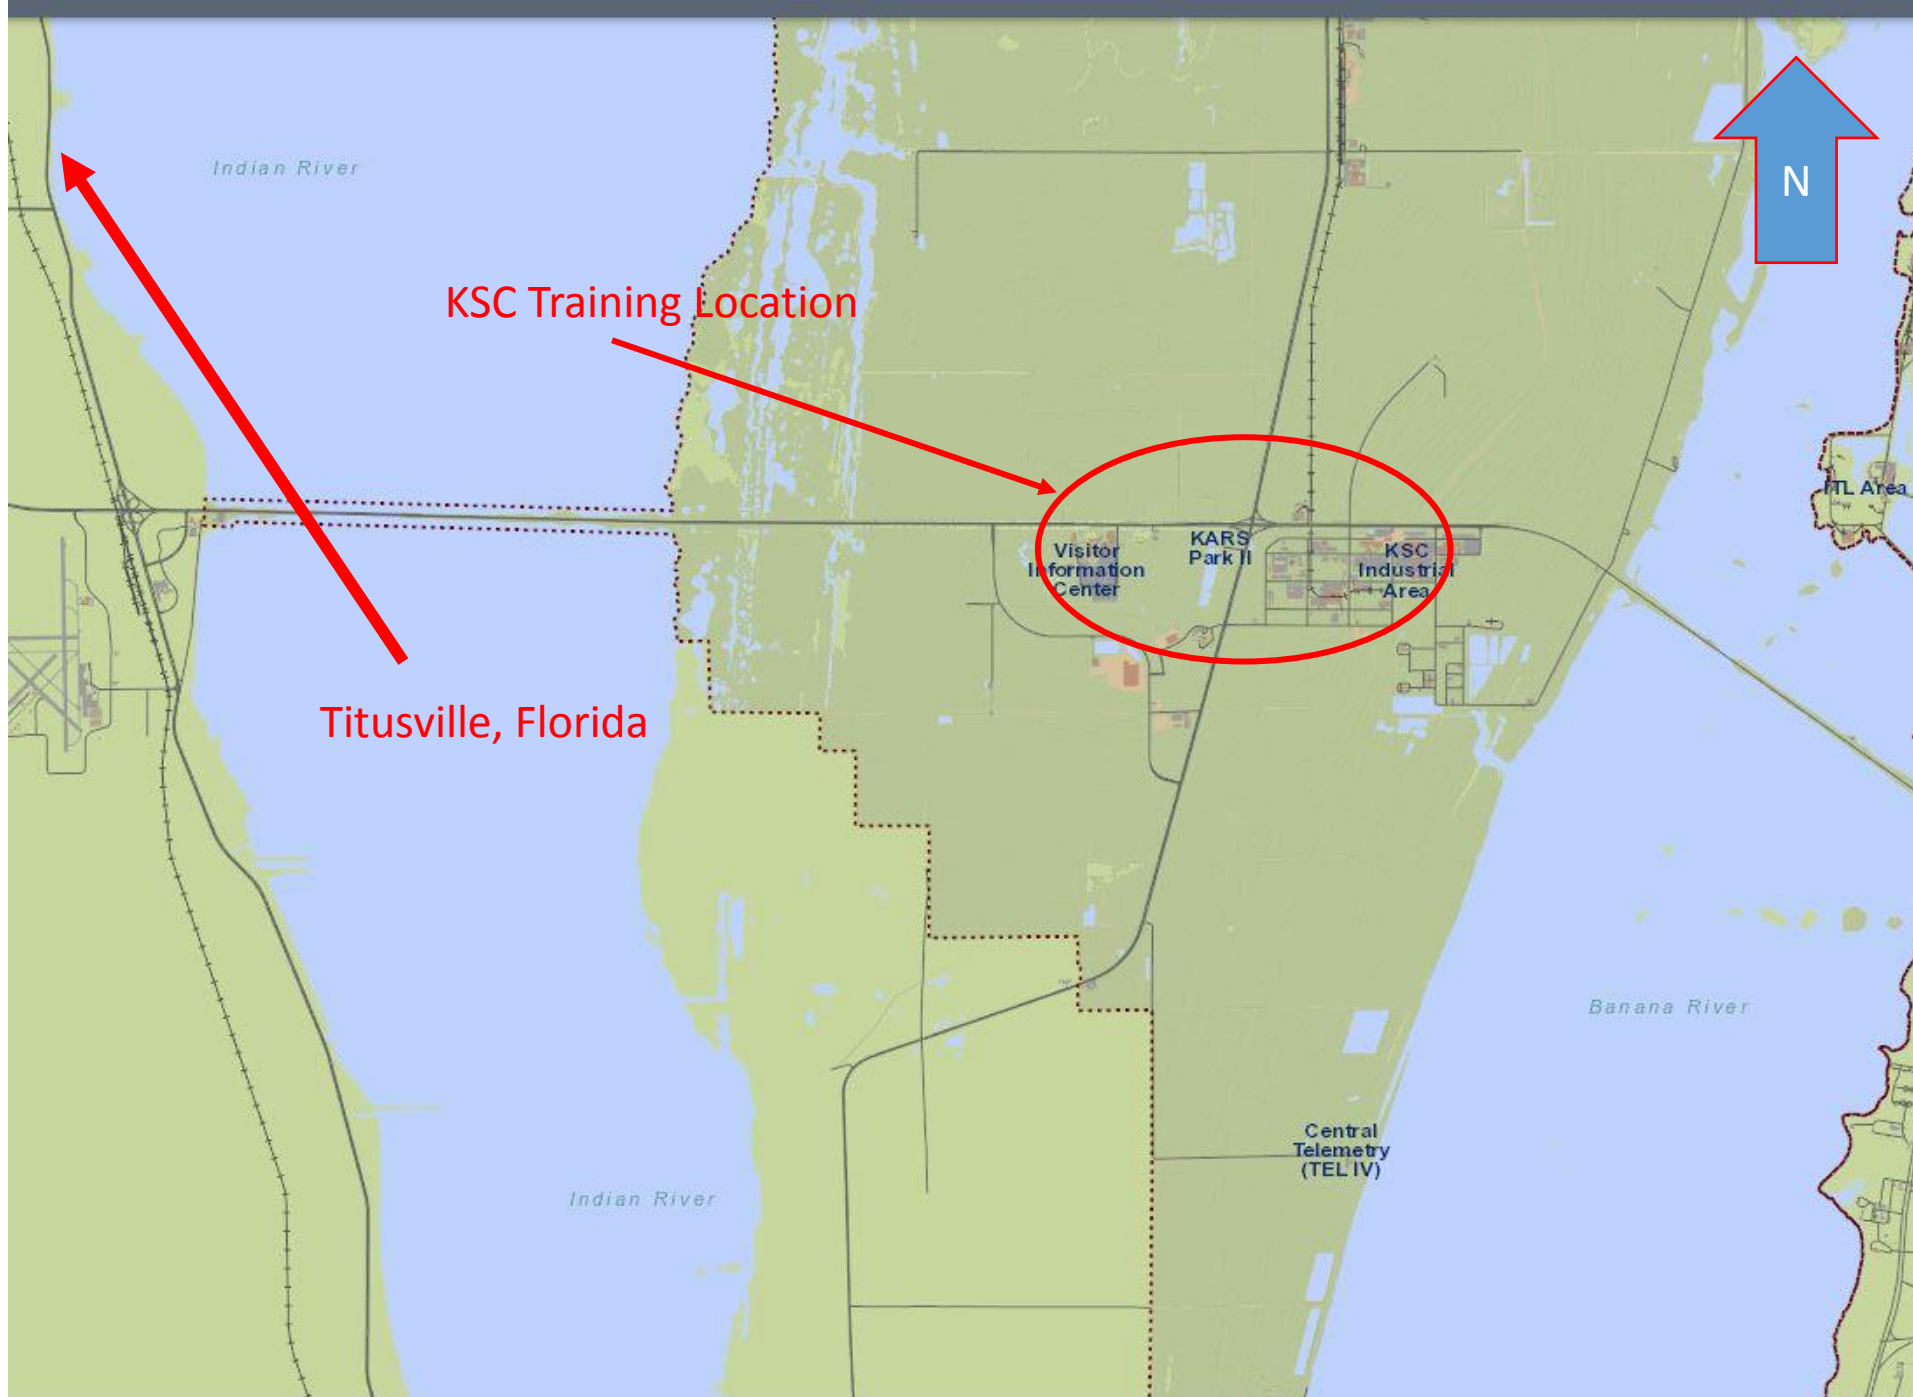 Indian River
N
KSC Training Location
ITL Area
Visitor
Information
Center
KARS
Park II
KSC
Industrial
Area
Titusville, Florida
Banana River
Central
Telemetry
(TEL IV)
Indian River